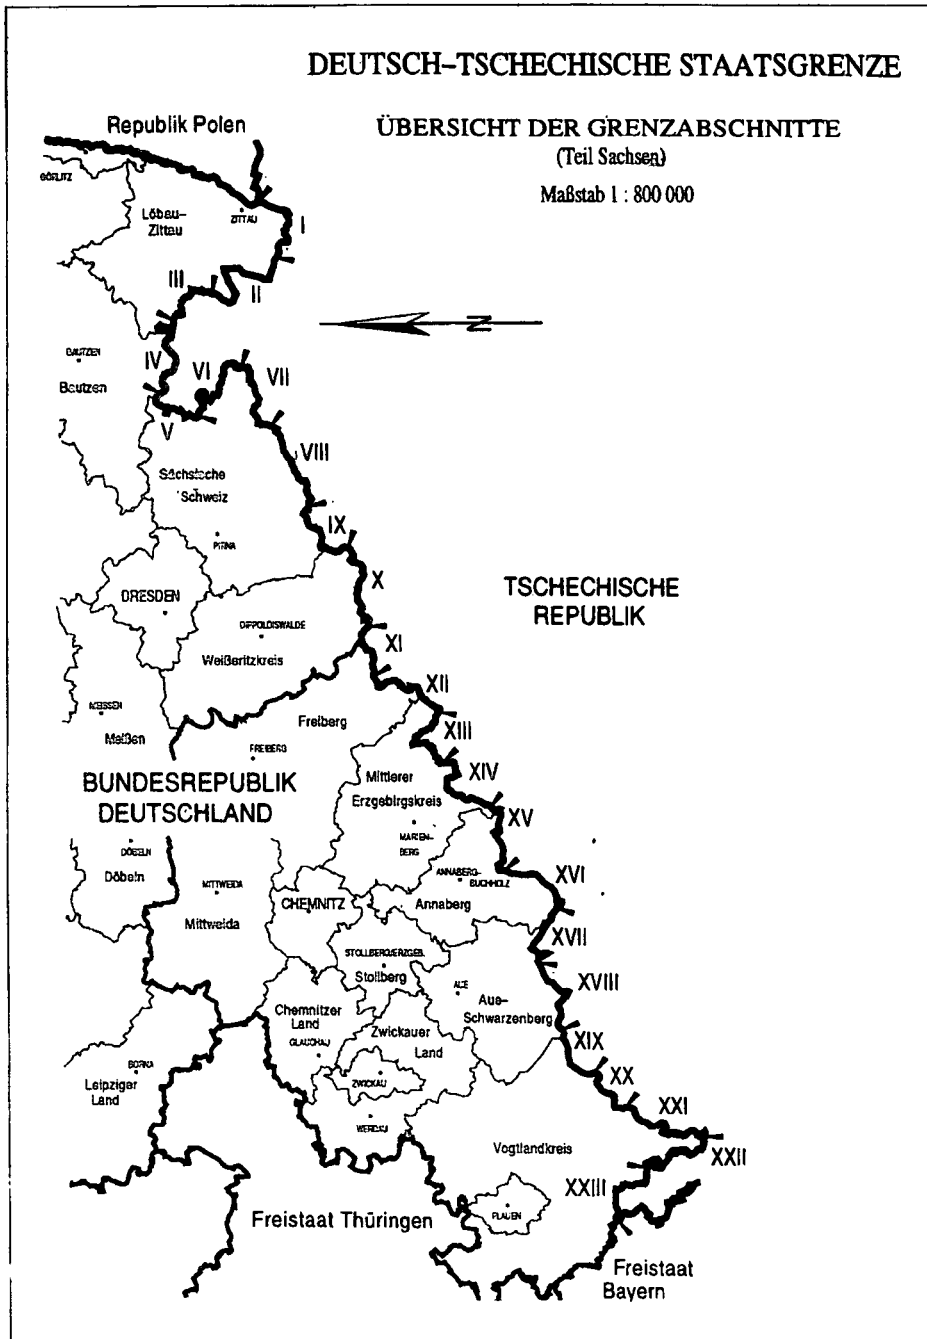 DEUTSCH-TSCHECHISCHE STAATSGRENZE
ÜBERSICHT DER GRENZABSCHNITTE
(Teil Sachsen)
Maßstab 1 : 800 000
Republik Polen
GÖRLITZ
Löbau-
Zittau
ZITTAU
I
II
III
N
IV
BAUTZEN
Bautzen
V
VI
VII
VIII
Sächsische
Schweiz
PIRNA
IX
X
TSCHECHISCHE
REPUBLIK
DRESDEN
DIPPOLDISWALDE
Weißeritzkreis
XI
XII
MEISSEN
Meißen
Freiberg
FREIBERG
XIII
XIV
Mittlerer
Erzgebirgskreis
MARIEN-
BERG
BUNDESREPUBLIK
DEUTSCHLAND
XV
DÖBELN
Döbeln
MITTWEIDA
Mittweida
CHEMNITZ
ANNABERG-
BUCHHOLZ
Annaberg
XVI
XVII
STOLLBERG/ERZGEB.
Stollberg
AUE
Aue-
Schwarzenberg
XVIII
Chemnitzer
Land
GLAUCHAU
Zwickauer
Land
XIX
BORNA
Leipziger
Land
ZWICKAU
XX
WERDAU
XXI
Vogtlandkreis
XXII
XXIII
PLAUEN
Freistaat Thüringen
Freistaat
Bayern